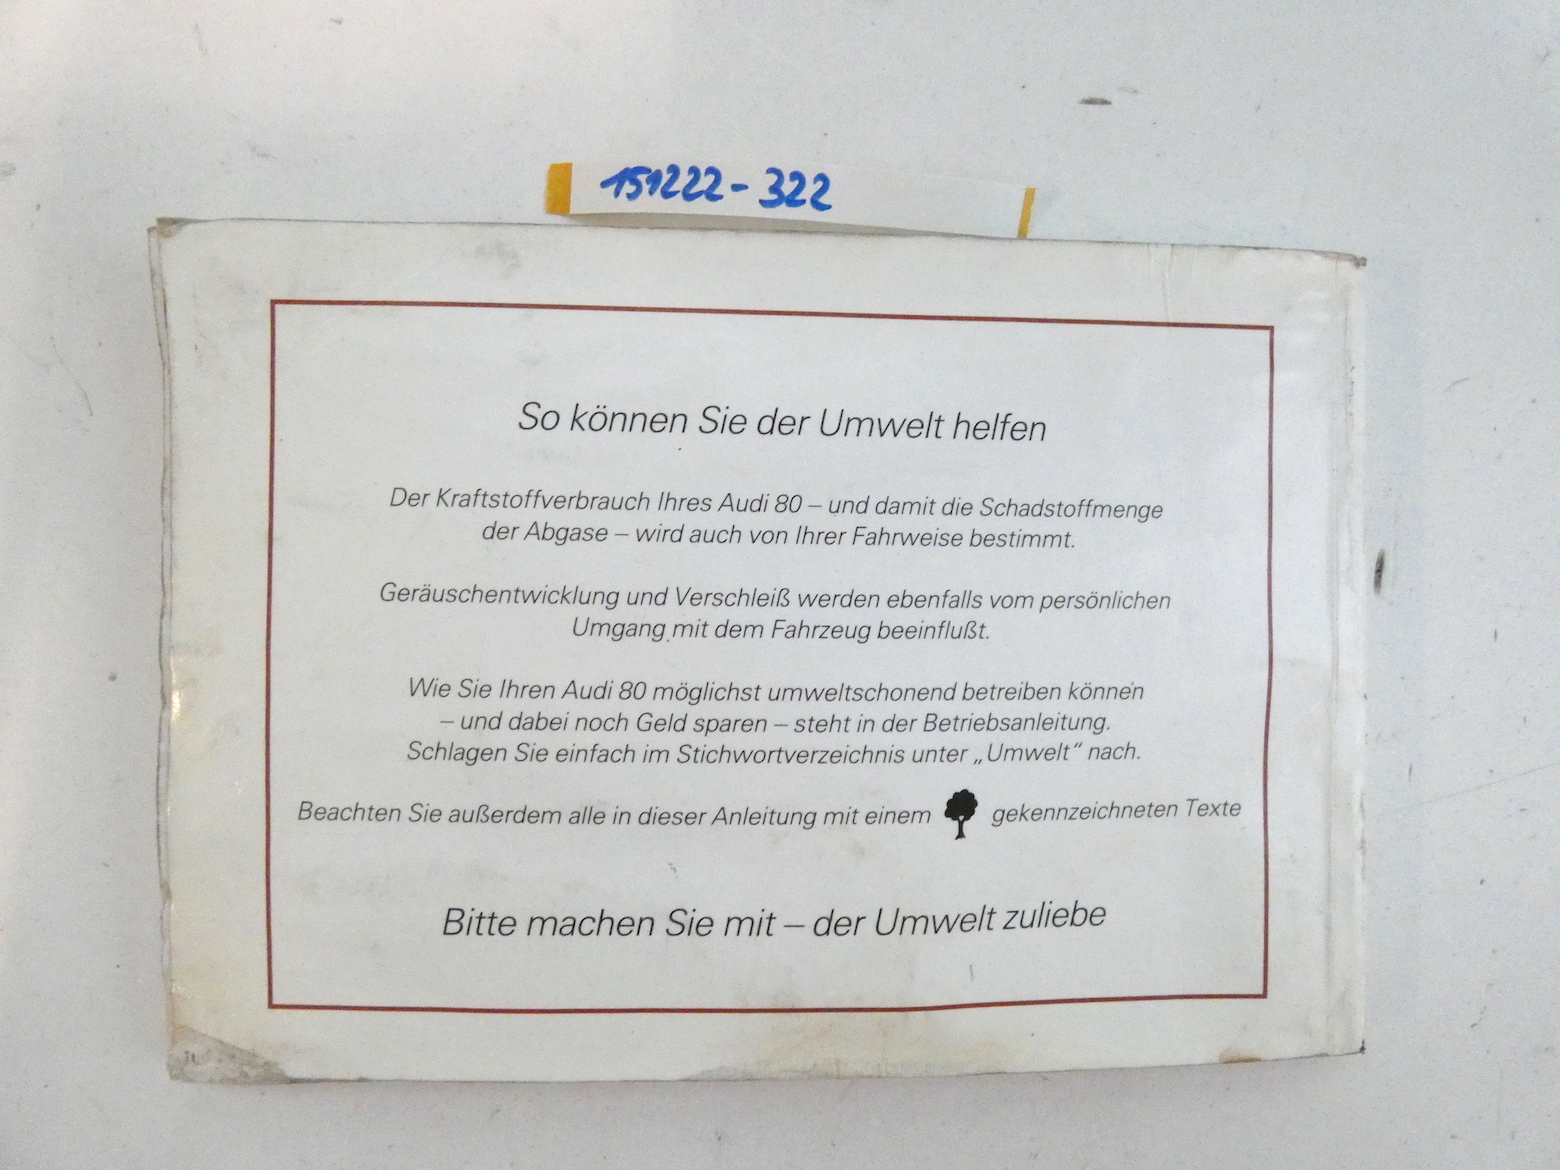 151222-322
So können Sie der Umwelt helfen
Der Kraftstoffverbrauch Ihres Audi 80 – und damit die Schadstoffmenge
der Abgase – wird auch von Ihrer Fahrweise bestimmt.
Geräuschentwicklung und Verschleiß werden ebenfalls vom persönlichen
Umgang mit dem Fahrzeug beeinflußt.
Wie Sie Ihren Audi 80 möglichst umweltschonend betreiben können
– und dabei noch Geld sparen – steht in der Betriebsanleitung.
Schlagen Sie einfach im Stichwortverzeichnis unter „Umwelt“ nach.
Beachten Sie außerdem alle in dieser Anleitung mit einem gekennzeichneten Texte
Bitte machen Sie mit – der Umwelt zuliebe